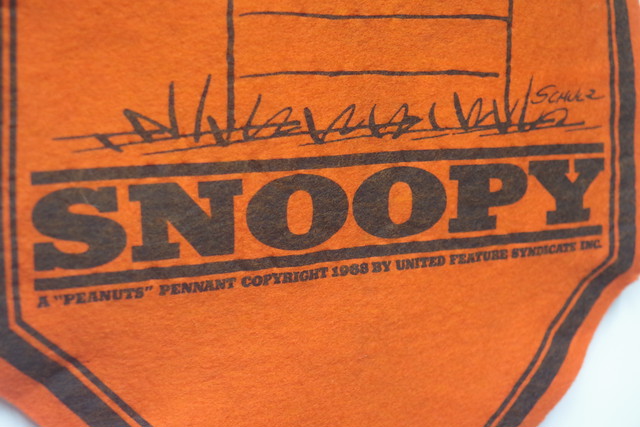 SCHULZ
SNOOPY
A "PEANUTS" PENNANT COPYRIGHT 1968 BY UNITED FEATURE SYNDICATE INC.